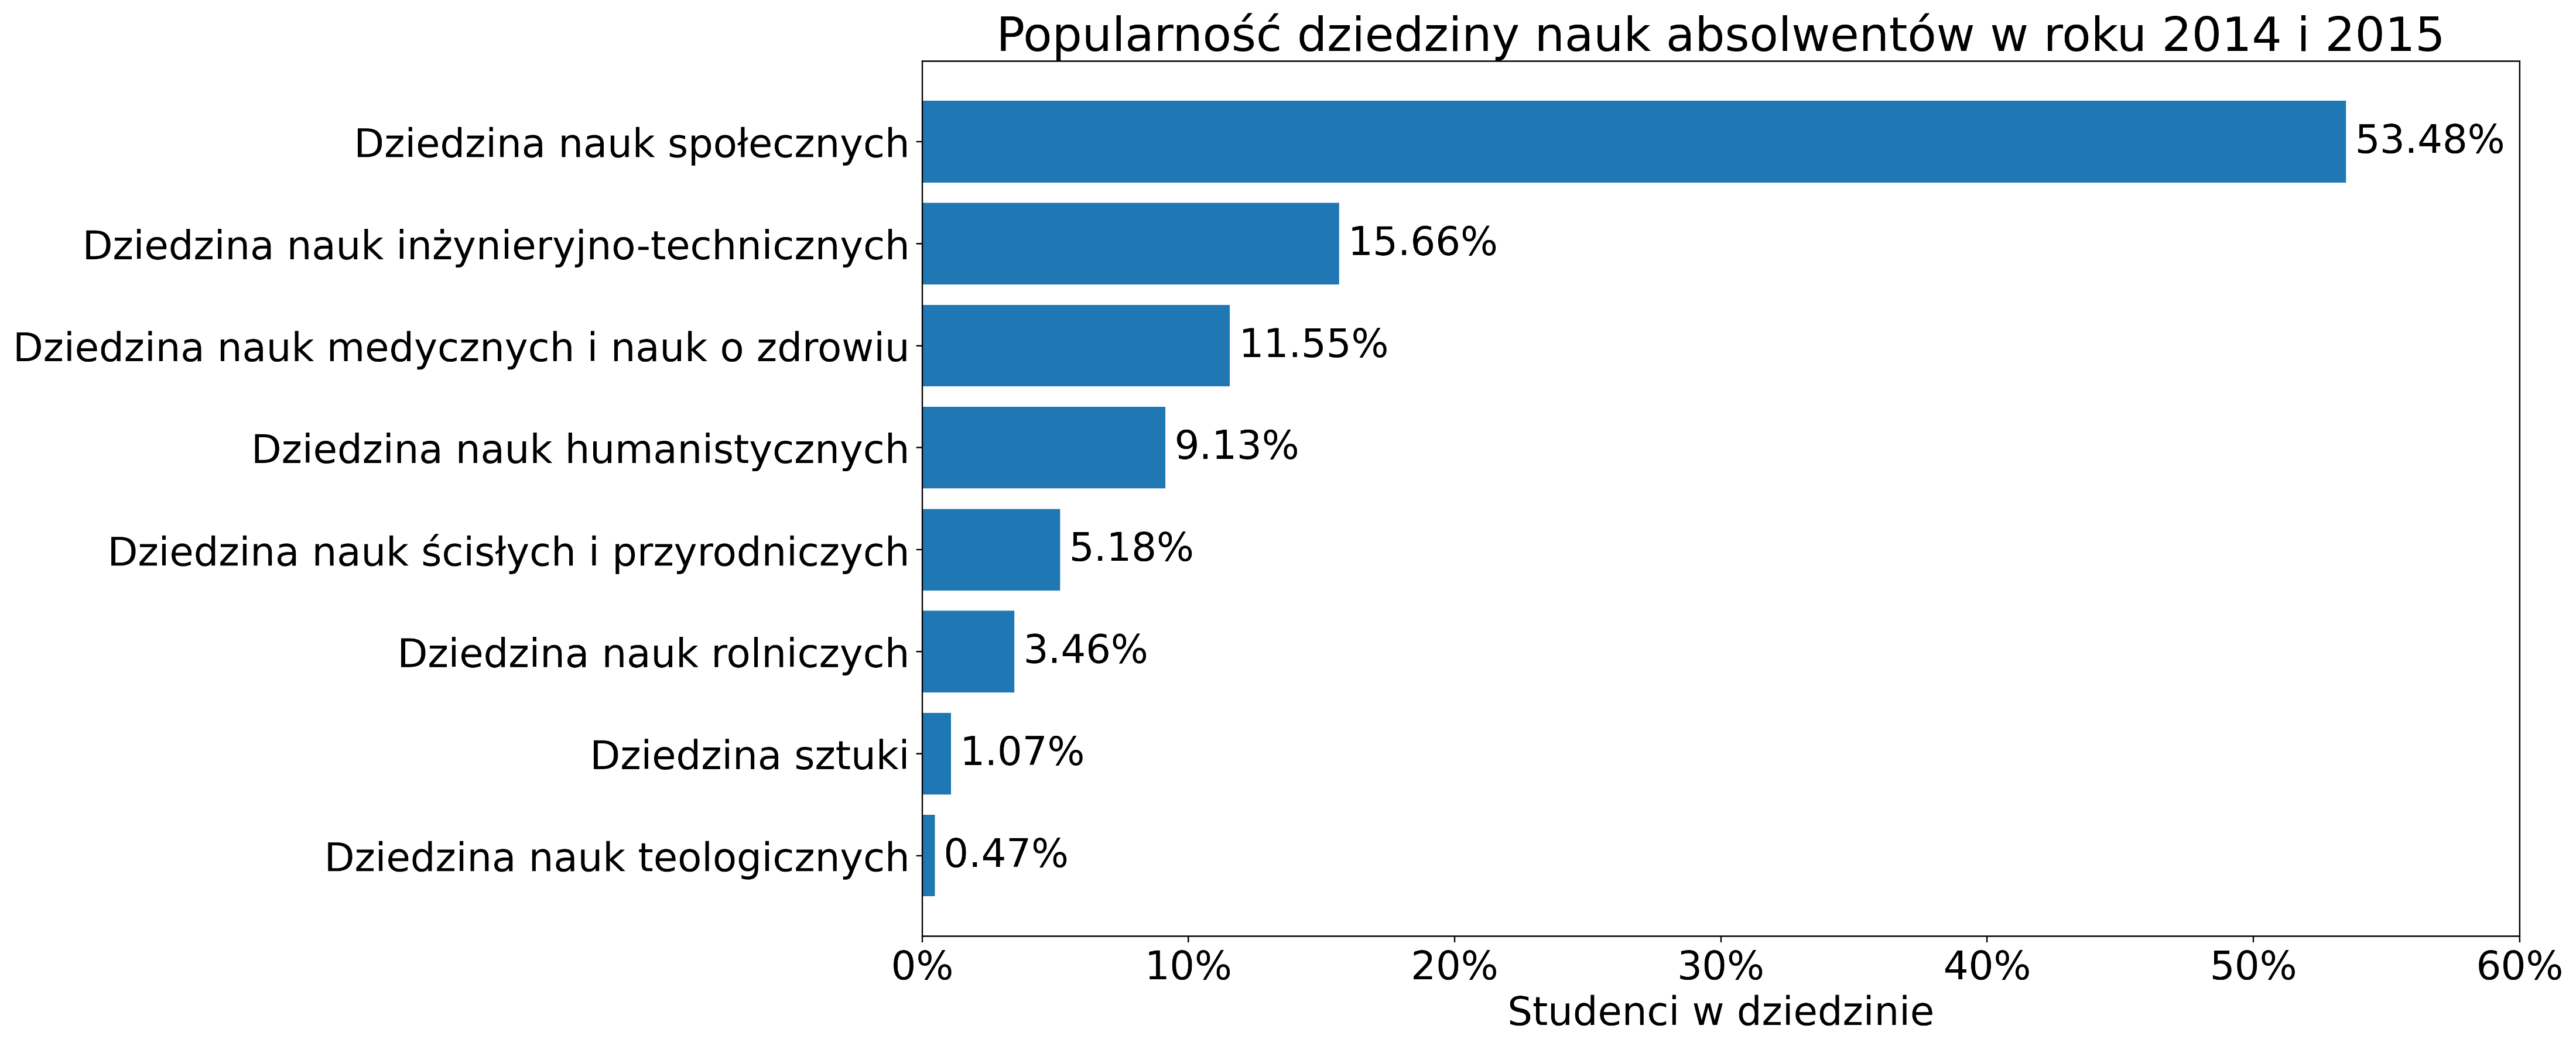 Popularność dziedziny nauk absolwentów w roku 2014 i 2015
Dziedzina nauk społecznych 53.48%
Dziedzina nauk inżynieryjno-technicznych 15.66%
Dziedzina nauk medycznych i nauk o zdrowiu 11.55%
Dziedzina nauk humanistycznych 9.13%
Dziedzina nauk ścisłych i przyrodniczych 5.18%
Dziedzina nauk rolniczych 3.46%
Dziedzina sztuki 1.07%
Dziedzina nauk teologicznych 0.47%
0% 10% 20% 30% 40% 50% 60%
Studenci w dziedzinie